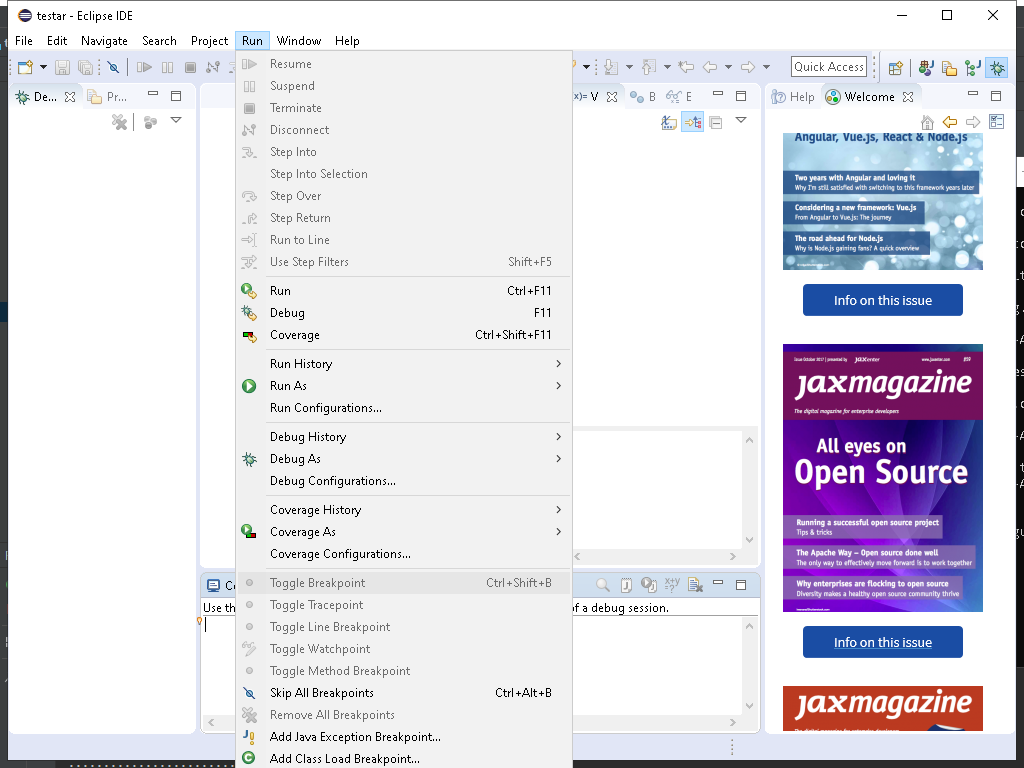 testar - Eclipse IDE
File Edit Navigate Search Project Run Window Help
Quick Access
De...
Pr...
Resume
Suspend
Terminate
Disconnect
Step Into
Step Into Selection
Step Over
Step Return
Run to Line
Use Step Filters Shift+F5
Run Ctrl+F11
Debug F11
Coverage Ctrl+Shift+F11
Run History
Run As
Run Configurations...
Debug History
Debug As
Debug Configurations...
Coverage History
Coverage As
Coverage Configurations...
Toggle Breakpoint Ctrl+Shift+B
Toggle Tracepoint
Toggle Line Breakpoint
Toggle Watchpoint
Toggle Method Breakpoint
Skip All Breakpoints Ctrl+Alt+B
Remove All Breakpoints
Add Java Exception Breakpoint...
Add Class Load Breakpoint...
(x)= V
B
E
Use th
of a debug session.
Help
Welcome
Angular, Vue.js, React & Node.js
Two years with Angular and loving it
Why I'm still satisfied with switching to this framework years later
Considering a new framework: Vue.js
From Angular to Vue.js: The journey
The road ahead for Node.js
Why is Node.js gaining fans? A quick overview
Info on this issue
Issue October 2017 | presented by JAXenter www.jaxenter.com #59
jaxmagazine
The digital magazine for enterprise developers
All eyes on
Open Source
Running a successful open source project
Tips & tricks
The Apache Way – Open source done well
The only way to effectively move forward is to work together
Why enterprises are flocking to open source
Diversity makes a healthy open source community thrive
Info on this issue
jaxmagazine